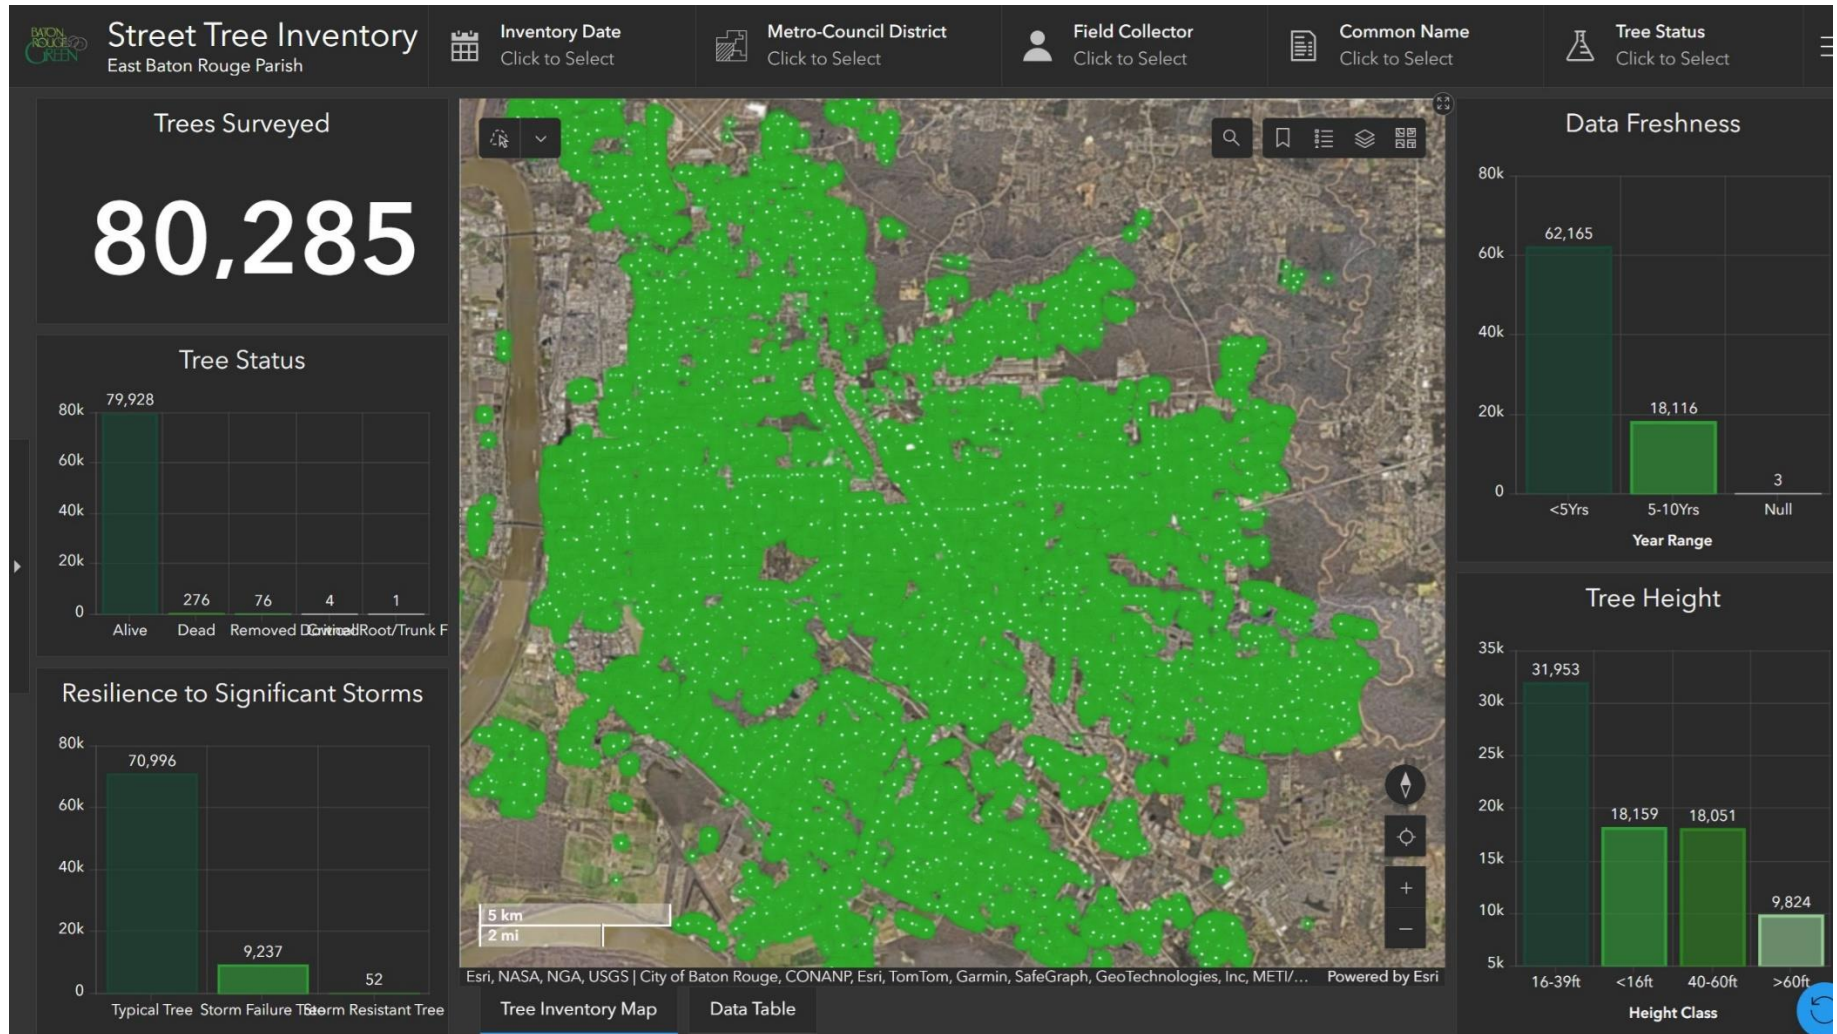 BATON
ROUGE
GREEN
Street Tree Inventory
East Baton Rouge Parish
Inventory Date
Click to Select
Metro-Council District
Click to Select
Field Collector
Click to Select
Common Name
Click to Select
Tree Status
Click to Select
Trees Surveyed
80,285
Tree Status
79,928
80k
60k
40k
20k
0
276
76
4
1
Alive
Dead
Removed
Root/Trunk F
Resilience to Significant Storms
80k
70,996
60k
40k
20k
9,237
52
0
Typical Tree
Storm Failure
Storm Resistant Tree
5 km
2 mi
Esri, NASA, NGA, USGS | City of Baton Rouge, CONANP, Esri, TomTom, Garmin, SafeGraph, GeoTechnologies, Inc, METI/... Powered by Esri
Tree Inventory Map
Data Table
Data Freshness
80k
62,165
60k
40k
20k
18,116
3
0
<5Yrs
5-10Yrs
Null
Year Range
Tree Height
35k
31,953
30k
25k
20k
18,159
18,051
15k
10k
9,824
5k
16-39ft
<16ft
40-60ft
>60ft
Height Class